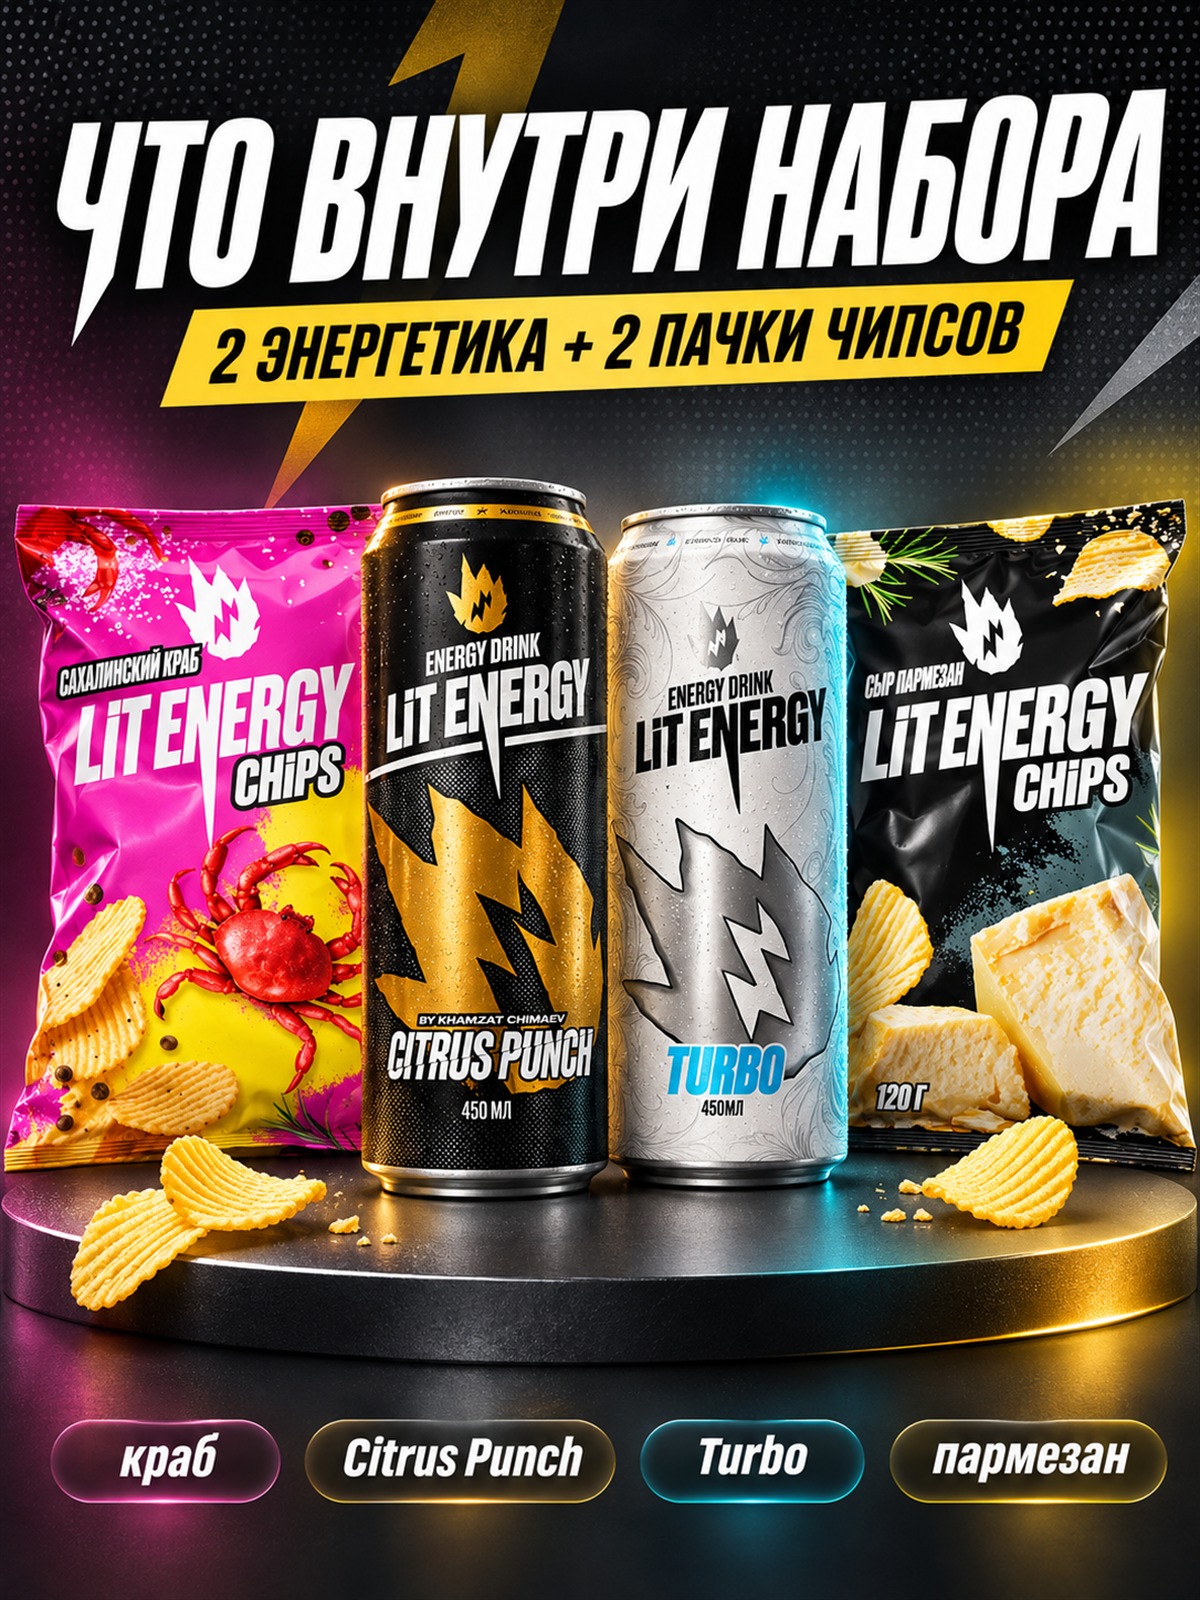 ЧТО ВНУТРИ НАБОРА
2 ЭНЕРГЕТИКА + 2 ПАЧКИ ЧИПСОВ
САХАЛИНСКИЙ КРАБ
LiT ENERGY
CHiPS
ENERGY DRINK
LiT ENERGY
BY KHAMZAT CHIMAEV
CITRUS PUNCH
450 МЛ
ENERGY DRINK
LiT ENERGY
TURBO
450МЛ
СЫР ПАРМЕЗАН
LiT ENERGY
CHiPS
120 Г
краб
Citrus Punch
Turbo
пармезан